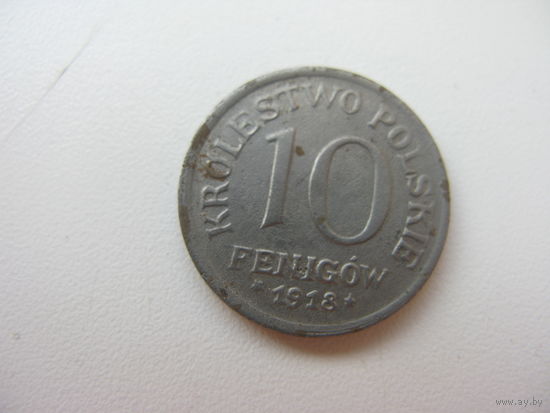 KRÓLESTWO POLSKIE
10
FENIGÓW
* 1918 *
www.ay.by